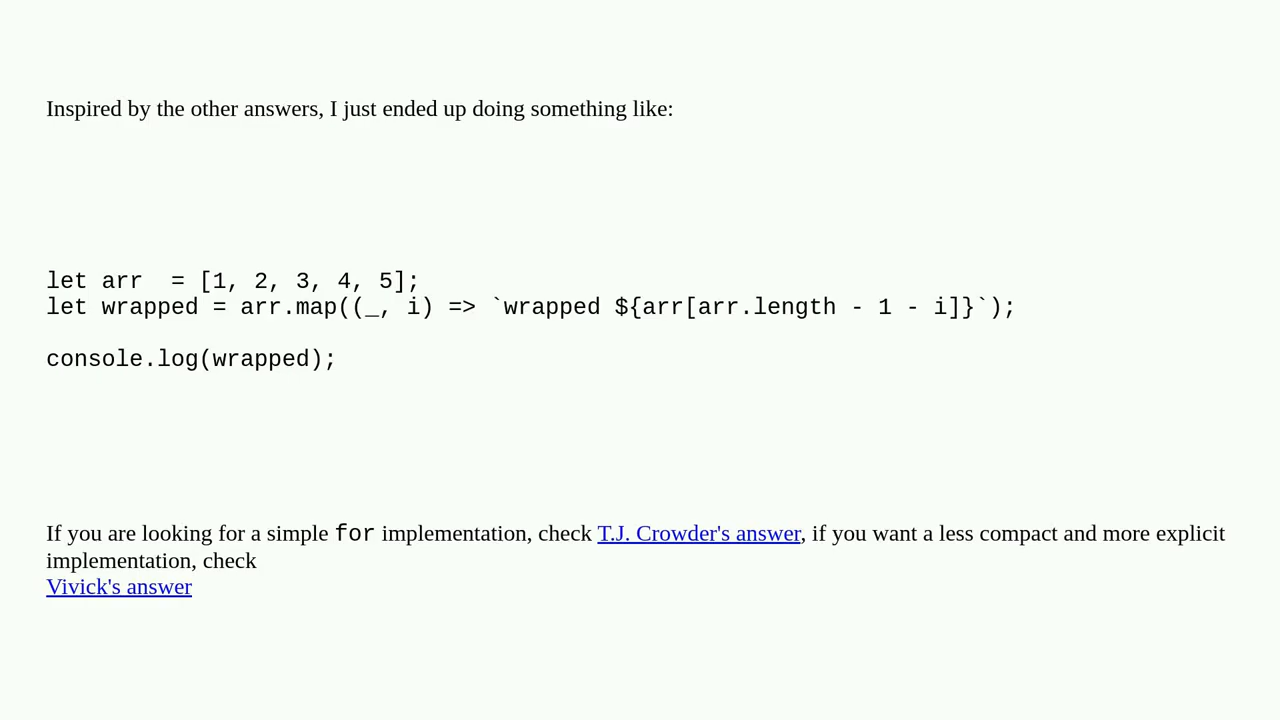 Inspired by the other answers, I just ended up doing something like:
let arr  = [1, 2, 3, 4, 5];
let wrapped = arr.map((_, i) => `wrapped ${arr[arr.length - 1 - i]}`);
console.log(wrapped);
If you are looking for a simple for implementation, check T.J. Crowder's answer, if you want a less compact and more explicit
implementation, check
Vivick's answer